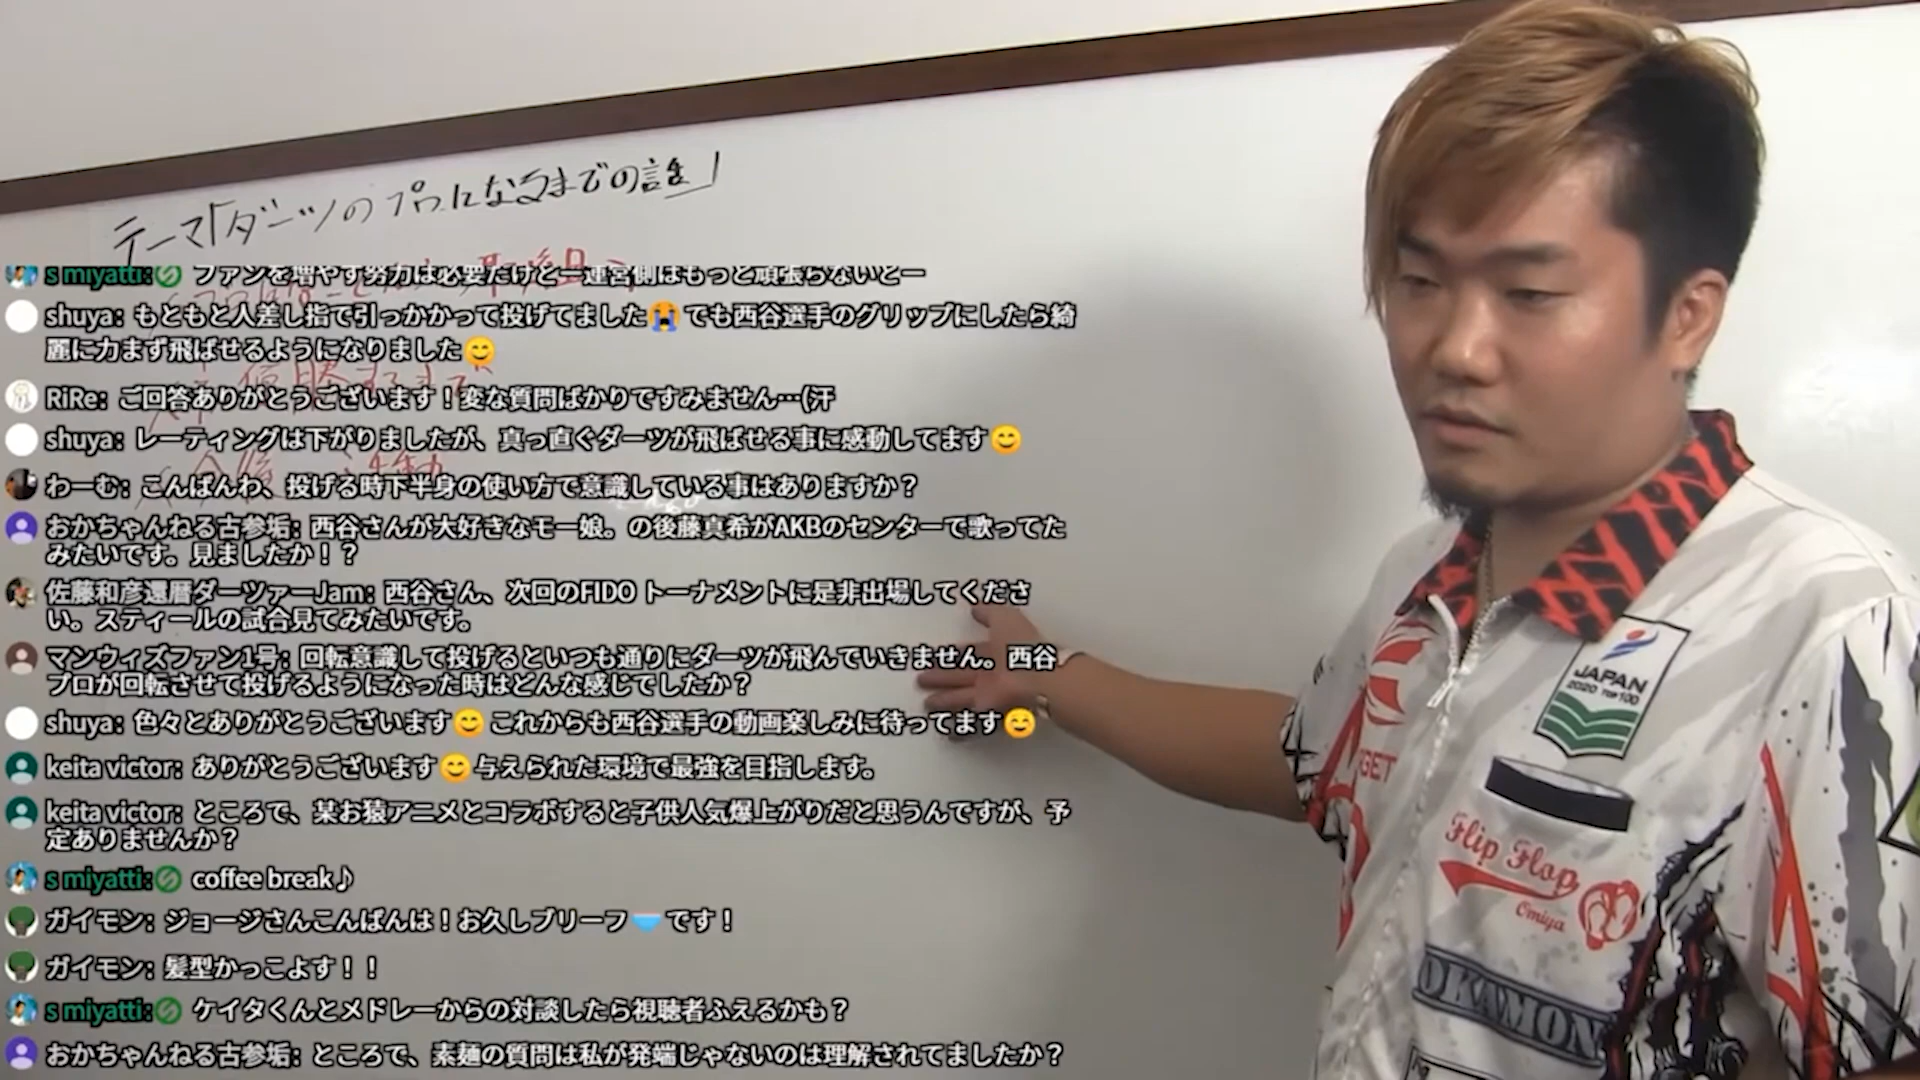 テーマ「ダーツのプロになるまでの話」
s miyatti: ファンを増やす努力は必要だけどー運営側はもっと頑張らないとー
shuya: もともと人差し指で引っかかって投げてました😭 でも西谷選手のグリップにしたら綺
麗に力まず飛ばせるようになりました😊
RiRe: ご回答ありがとうございます！変な質問ばかりですみません…(汗
shuya: レーティングは下がりましたが、真っ直ぐダーツが飛ばせる事に感動してます😊
わーむ: こんばんわ、投げる時下半身の使い方で意識している事はありますか？
おかちゃんねる古参垢: 西谷さんが大好きなモー娘。の後藤真希がAKBのセンターで歌ってた
みたいです。見ましたか！？
佐藤和彦還暦ダーツァーJam: 西谷さん、次回のFIDO トーナメントに是非出場してくださ
い。スティールの試合見てみたいです。
マンウィズファン1号: 回転意識して投げるといつも通りにダーツが飛んでいきません。西谷
プロが回転させて投げるようになった時はどんな感じでしたか？
shuya: 色々とありがとうございます😊 これからも西谷選手の動画楽しみに待ってます😊
keita victor: ありがとうございます😊 与えられた環境で最強を目指します。
keita victor: ところで、某お猿アニメとコラボすると子供人気爆上がりだと思うんですが、予
定ありませんか？
s miyatti: coffee break♪
ガイモン: ジョージさんこんばんは！お久しブリーフ🩲 です！
ガイモン: 髪型かっこよす！！
s miyatti: ケイタくんとメドレーからの対談したら視聴者ふえるかも？
おかちゃんねる古参垢: ところで、素麺の質問は私が発端じゃないのは理解されてましたか？
JAPAN
2020 TOP 100
GET
Flip Flop
Omiya
OKAMON